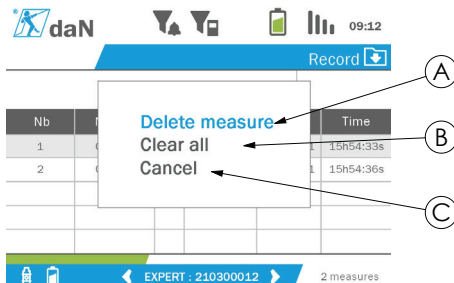 daN 09:12
Record
A
Delete measure
Nb Time
Clear all
B
1 15h54:33s
Cancel
2 15h54:36s
C
EXPERT : 210300012 2 measures